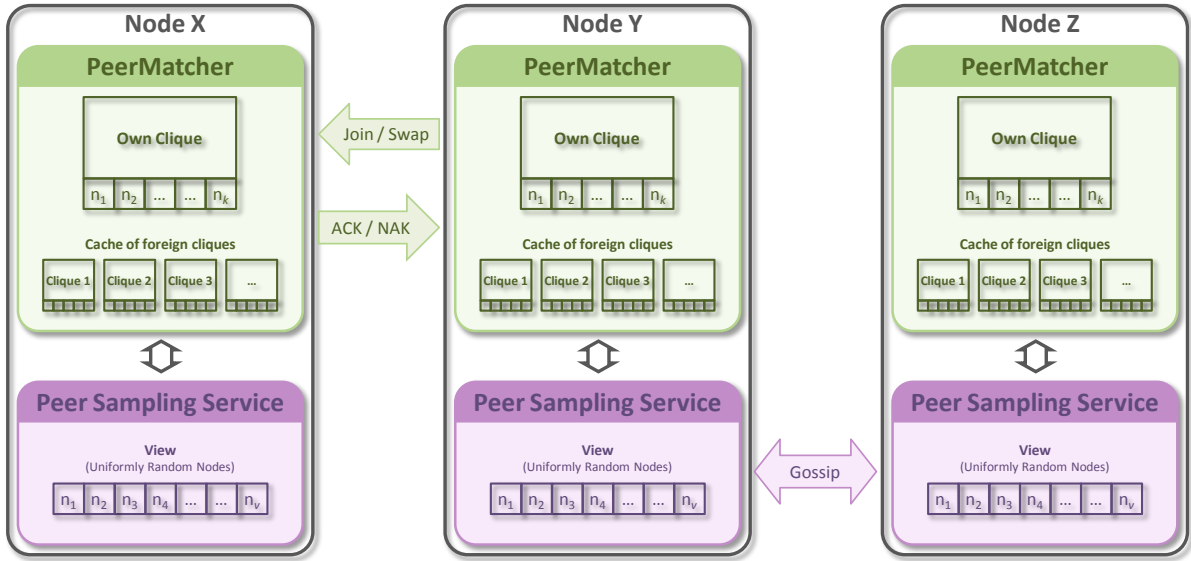 Node X
PeerMatcher
Own Clique
n1 n2 ... ... nk
Cache of foreign cliques
Clique 1 Clique 2 Clique 3 ...
Peer Sampling Service
View
(Uniformly Random Nodes)
n1 n2 n3 n4 ... ... nv
Join / Swap
ACK / NAK
Node Y
PeerMatcher
Own Clique
n1 n2 ... ... nk
Cache of foreign cliques
Clique 1 Clique 2 Clique 3 ...
Peer Sampling Service
View
(Uniformly Random Nodes)
n1 n2 n3 n4 ... ... nv
Gossip
Node Z
PeerMatcher
Own Clique
n1 n2 ... ... nk
Cache of foreign cliques
Clique 1 Clique 2 Clique 3 ...
Peer Sampling Service
View
(Uniformly Random Nodes)
n1 n2 n3 n4 ... ... nv